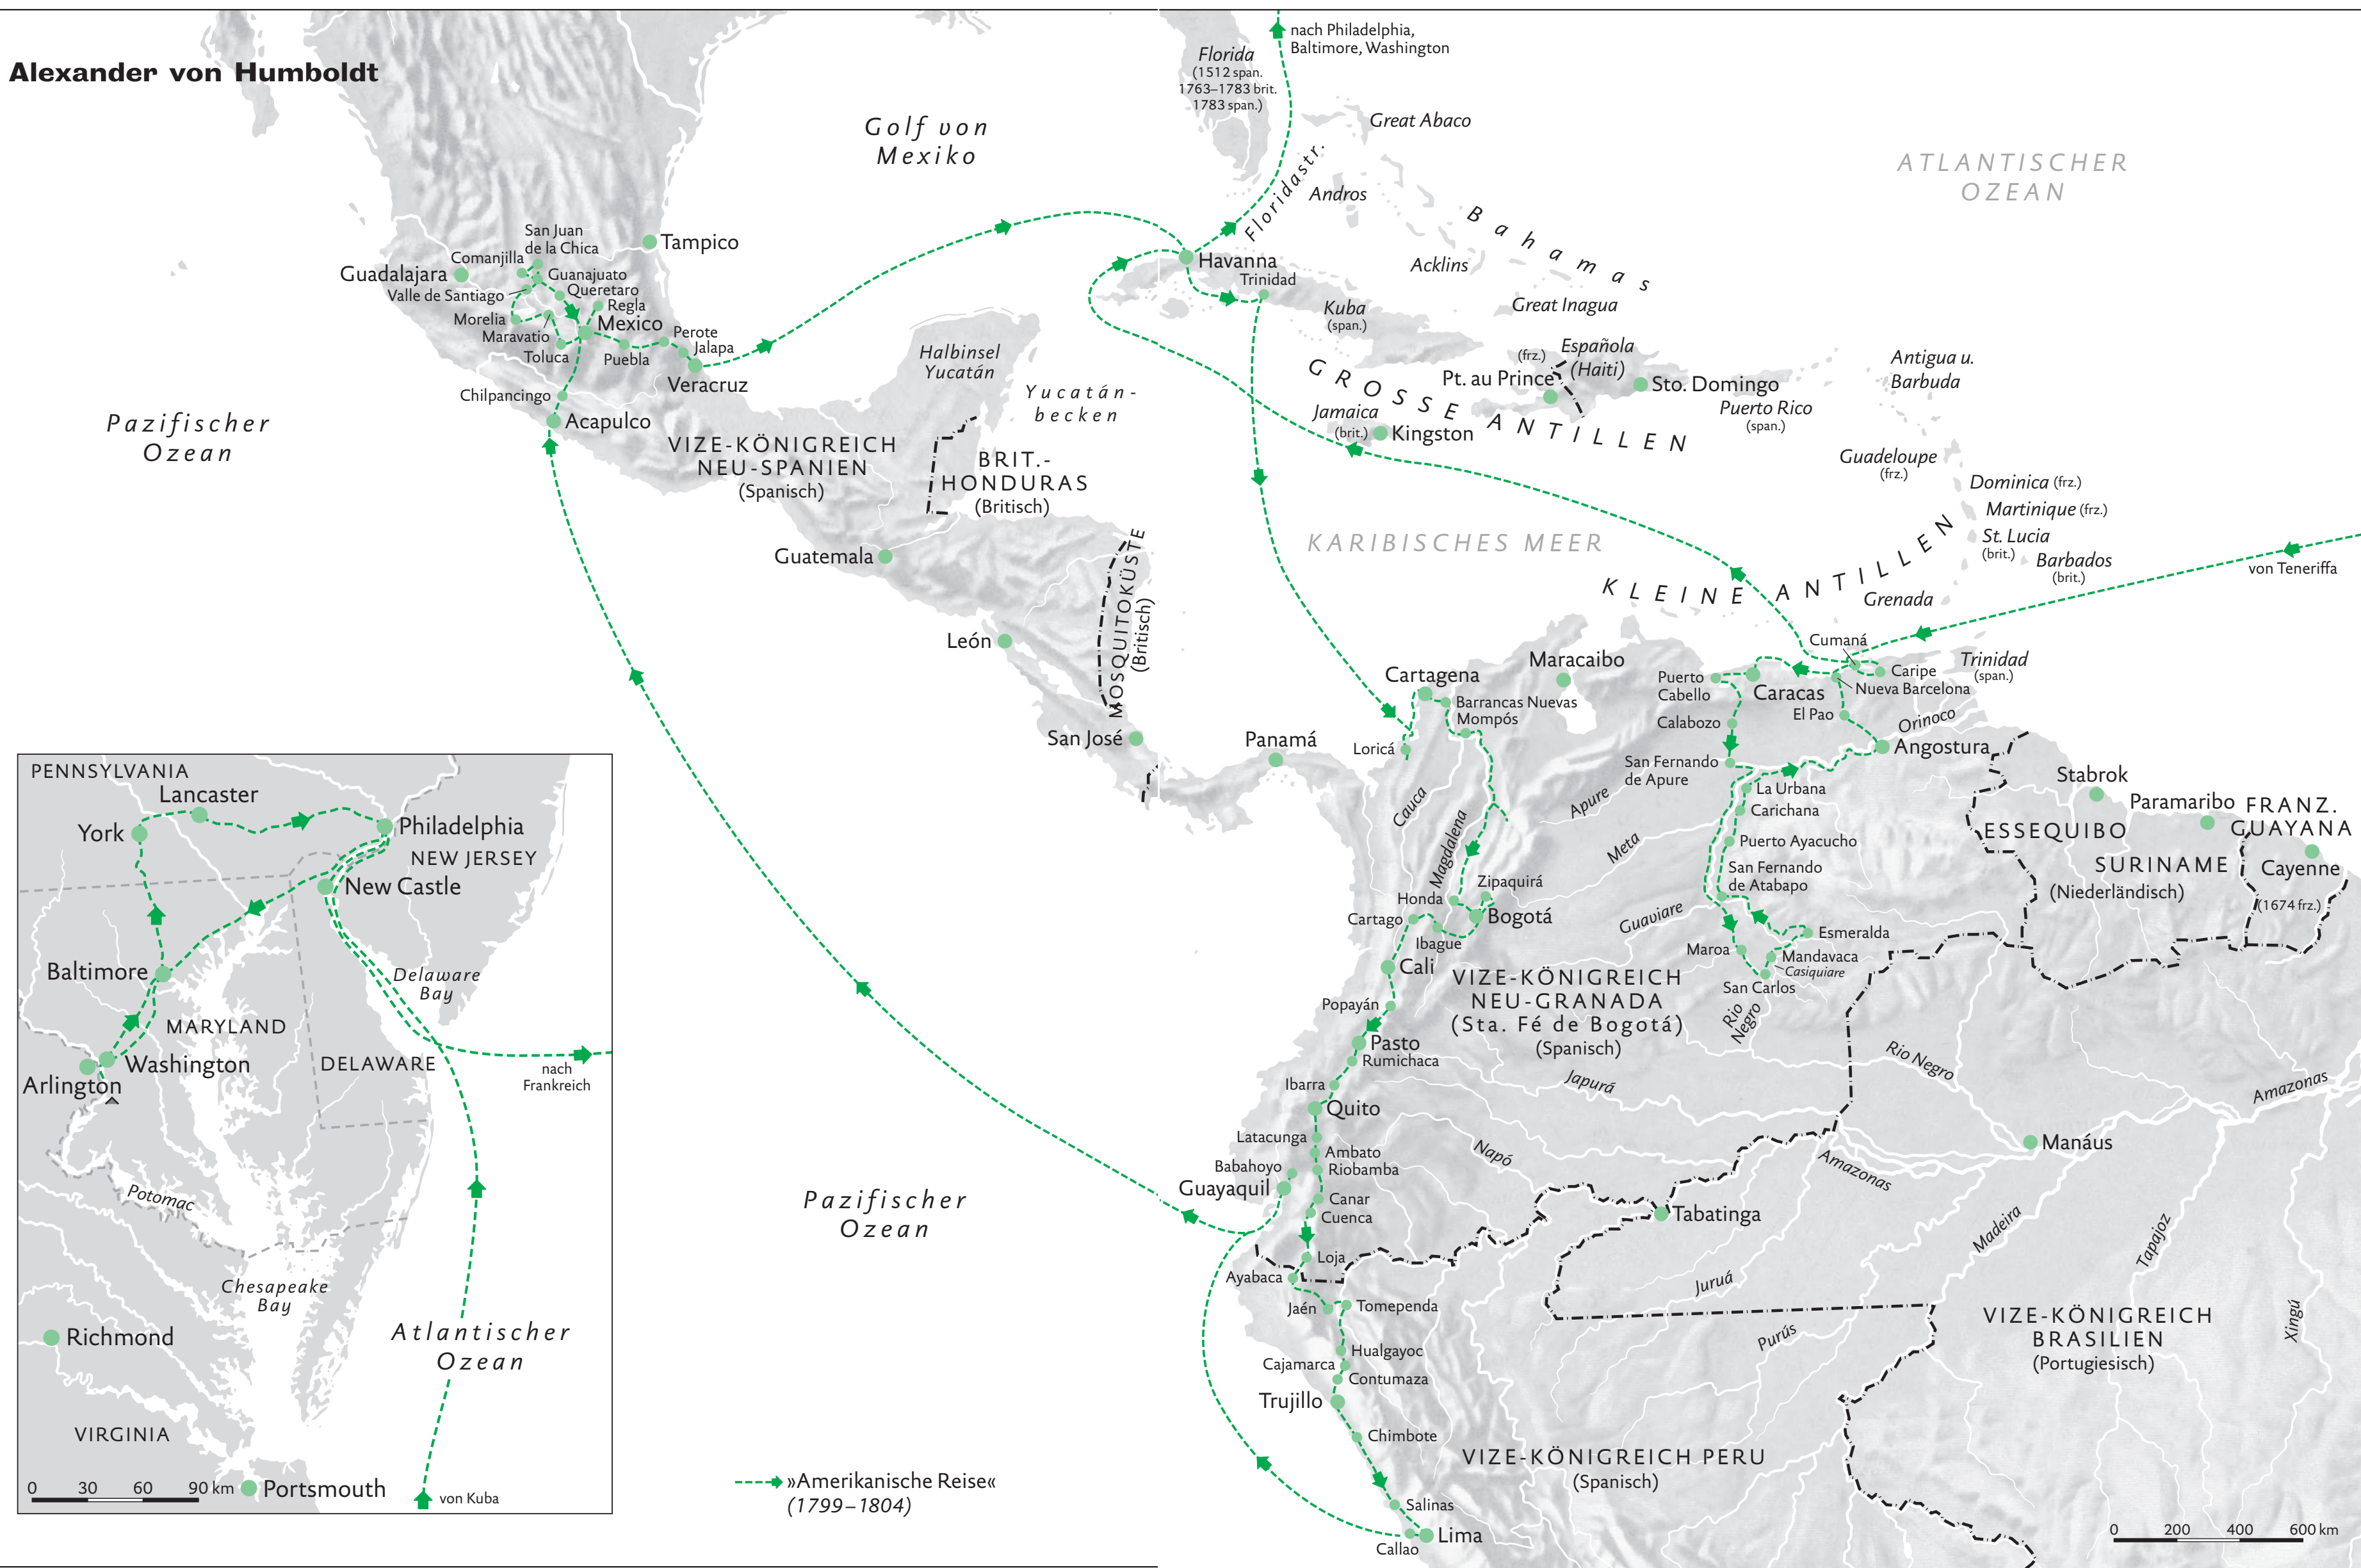 Alexander von Humboldt
nach Philadelphia,
Baltimore, Washington
Florida
(1512 span.
1763–1783 brit.
1783 span.)
Golf von
Mexiko
Great Abaco
ATLANTISCHER
OZEAN
Floridastr.
Andros
Bahamas
Acklins
Great Inagua
San Juan
de la Chica
Tampico
Comanjilla
Guadalajara
Guanajuato
Valle de Santiago
Queretaro
Regla
Morelia
Mexico
Maravatio
Perote
Jalapa
Toluca
Puebla
Veracruz
Chilpancingo
Acapulco
Havanna
Trinidad
Kuba
(span.)
Halbinsel
Yucatán
Yucatán-
becken
Pazifischer
Ozean
VIZE-KÖNIGREICH
NEU-SPANIEN
(Spanisch)
BRIT.-
HONDURAS
(Britisch)
GROSSE ANTILLEN
(frz.)
Española
(Haiti)
Pt. au Prince
Sto. Domingo
Jamaica
(brit.)
Kingston
Puerto Rico
(span.)
Antigua u.
Barbuda
Guadeloupe
(frz.)
Dominica (frz.)
Martinique (frz.)
St. Lucia
(brit.)
Barbados
(brit.)
Grenada
KARIBISCHES MEER
KLEINE ANTILLEN
von Teneriffa
Guatemala
MOSQUITOKÜSTE
(Britisch)
León
San José
Panamá
Cartagena
Maracaibo
Barrancas Nuevas
Mompós
Loricá
Puerto
Cabello
Caracas
Cumaná
Caripe
Nueva Barcelona
Trinidad
(span.)
Calabozo
El Pao
Orinoco
Angostura
San Fernando
de Apure
La Urbana
Carichana
Puerto Ayacucho
San Fernando
de Atabapo
Esmeralda
Maroa
Mandavaca
Casiquiare
San Carlos
Rio
Negro
Cauca
Magdalena
Apure
Meta
Guaviare
Stabrok
Paramaribo
FRANZ.
GUAYANA
ESSEQUIBO
SURINAME
(Niederländisch)
Cayenne
(1674 frz.)
Zipaquirá
Honda
Bogotá
Cartago
Ibague
Cali
Popayán
Pasto
Rumichaca
Ibarra
Quito
Latacunga
Ambato
Riobamba
Babahoyo
Guayaquil
Canar
Cuenca
Loja
Ayabaca
Jaén
Tomependa
Hualgayoc
Cajamarca
Contumaza
Trujillo
Chimbote
Salinas
Lima
Callao
VIZE-KÖNIGREICH
NEU-GRANADA
(Sta. Fé de Bogotá)
(Spanisch)
Japurá
Napó
Rio Negro
Amazonas
Manáus
Amazonas
Tabatinga
Juruá
Purús
Madeira
Tapajoz
Xingú
VIZE-KÖNIGREICH
BRASILIEN
(Portugiesisch)
VIZE-KÖNIGREICH PERU
(Spanisch)
0 200 400 600 km
Pazifischer
Ozean
»Amerikanische Reise«
(1799–1804)
PENNSYLVANIA
Lancaster
York
Philadelphia
NEW JERSEY
New Castle
Baltimore
Delaware
Bay
MARYLAND
Washington
DELAWARE
Arlington
nach
Frankreich
Potomac
Chesapeake
Bay
Richmond
Atlantischer
Ozean
VIRGINIA
0 30 60 90 km
Portsmouth
von Kuba